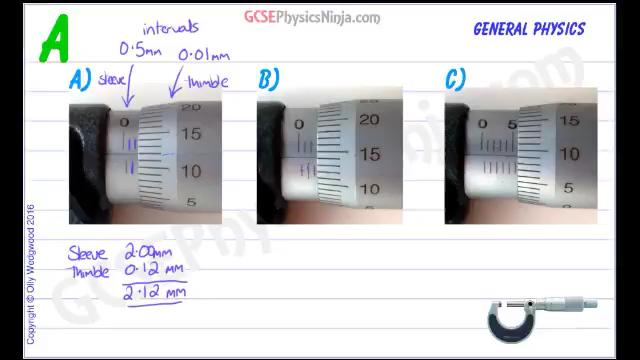 GCSEPhysicsNinja.com
A
intervals
GENERAL PHYSICS
0.5mm 0.01mm
A) sleeve thimble B) C)
0 20 15 10 5
0 20 15 10
0 5 15 10 5
Sleeve 2.00mm
Thimble 0.12 mm
2.12 mm
Copyright © Olly Wedgwood 2016